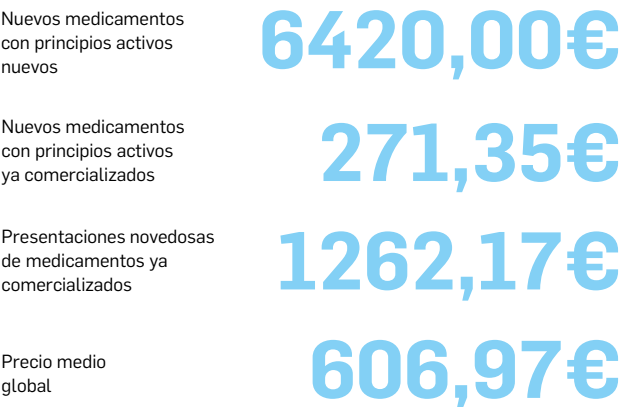 Nuevos medicamentos
con principios activos
nuevos
6420,00€
Nuevos medicamentos
con principios activos
ya comercializados
271,35€
Presentaciones novedosas
de medicamentos ya
comercializados
1262,17€
Precio medio
global
606,97€